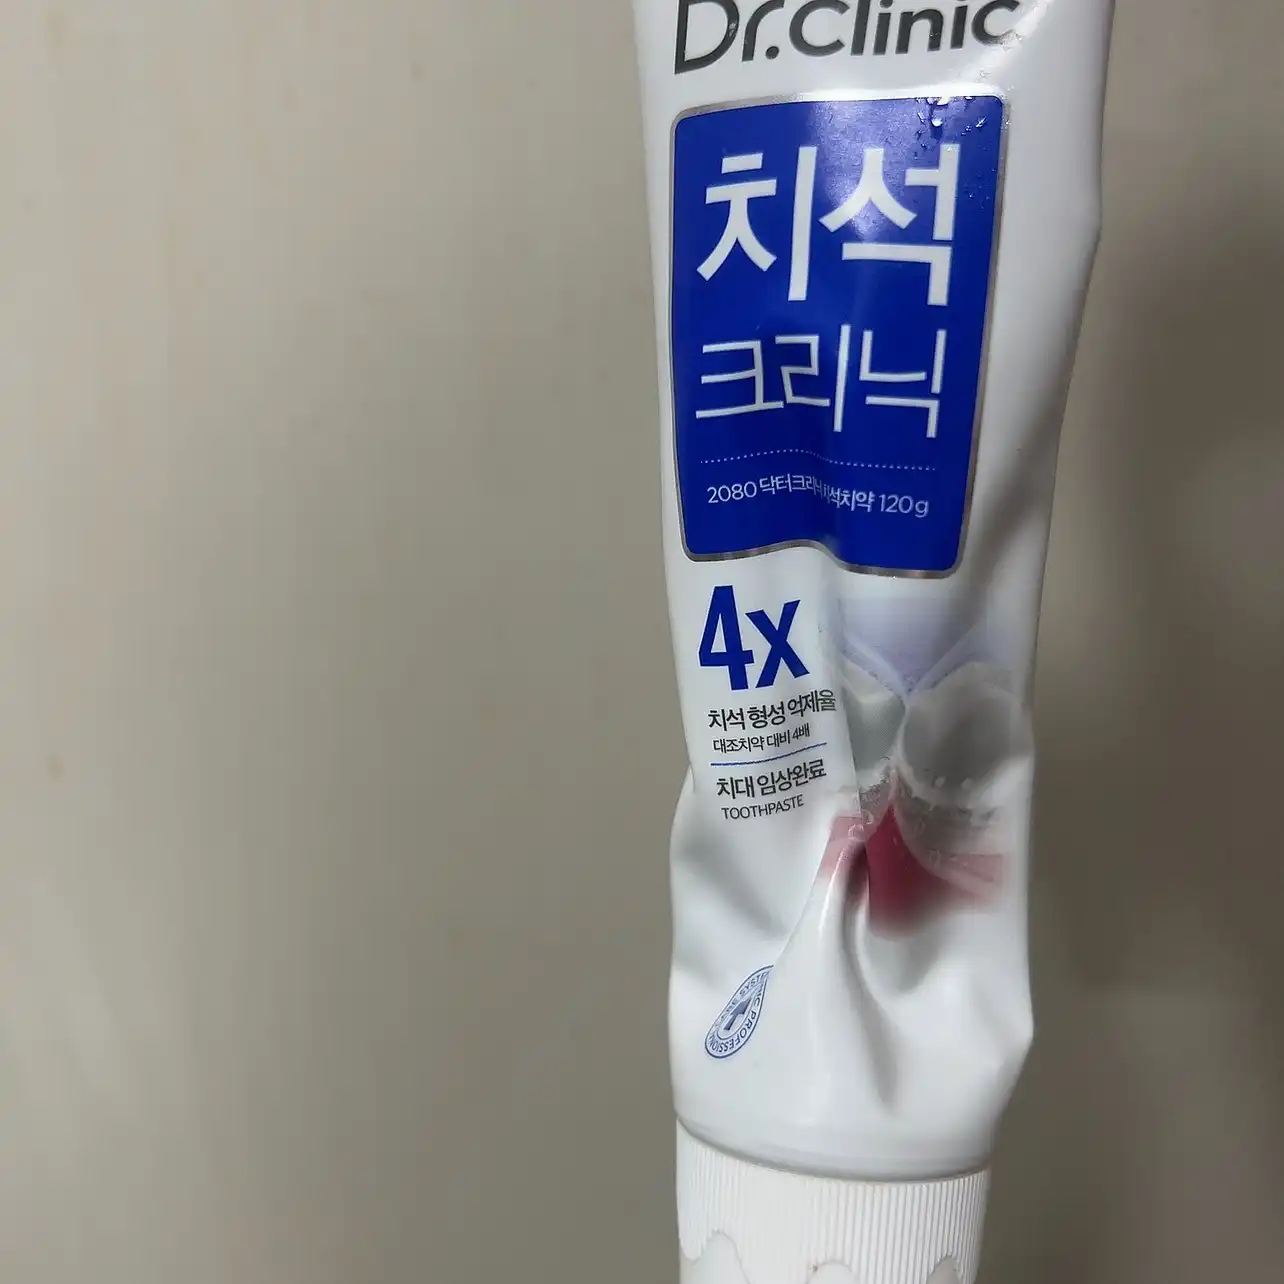 Dr.Clinic
치석
크리닉
2080 닥터크리닉치석치약 120g
4x
치석 형성 억제율
대조치약 대비 4배
치대 임상완료
TOOTHPASTE